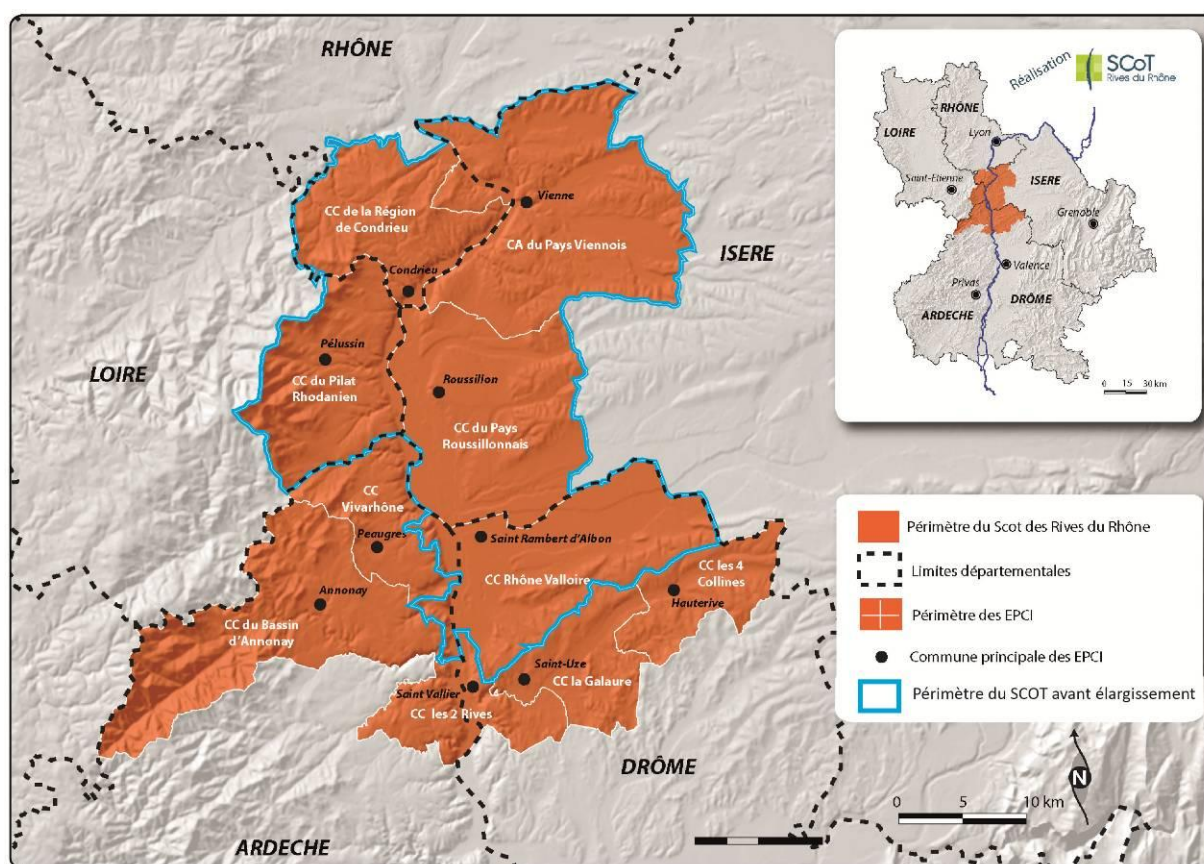 RHÔNE
CC de la Région
de Condrieu
Vienne
CA du Pays Viennois
ISERE
Condrieu
Pélussin
LOIRE
CC du Pilat
Rhodanien
Roussillon
CC du Pays
Roussillonnais
CC
Vivarhône
Peaugres
Saint Rambert d'Albon
CC Rhône Valloire
CC les 4
Collines
Hauterive
Annonay
CC du Bassin
d'Annonay
Saint-Uze
CC la Galaure
Saint Vallier
CC les 2 Rives
DRÔME
ARDECHE
Réalisation
SCoT
Rives du Rhône
RHÔNE
LOIRE
Lyon
Saint-Etienne
ISERE
Grenoble
Valence
Privas
DRÔME
ARDECHE
0 15 30 km
Périmètre du Scot des Rives du Rhône
Limites départementales
Périmètre des EPCI
Commune principale des EPCI
Périmètre du SCOT avant élargissement
N
0 5 10 km